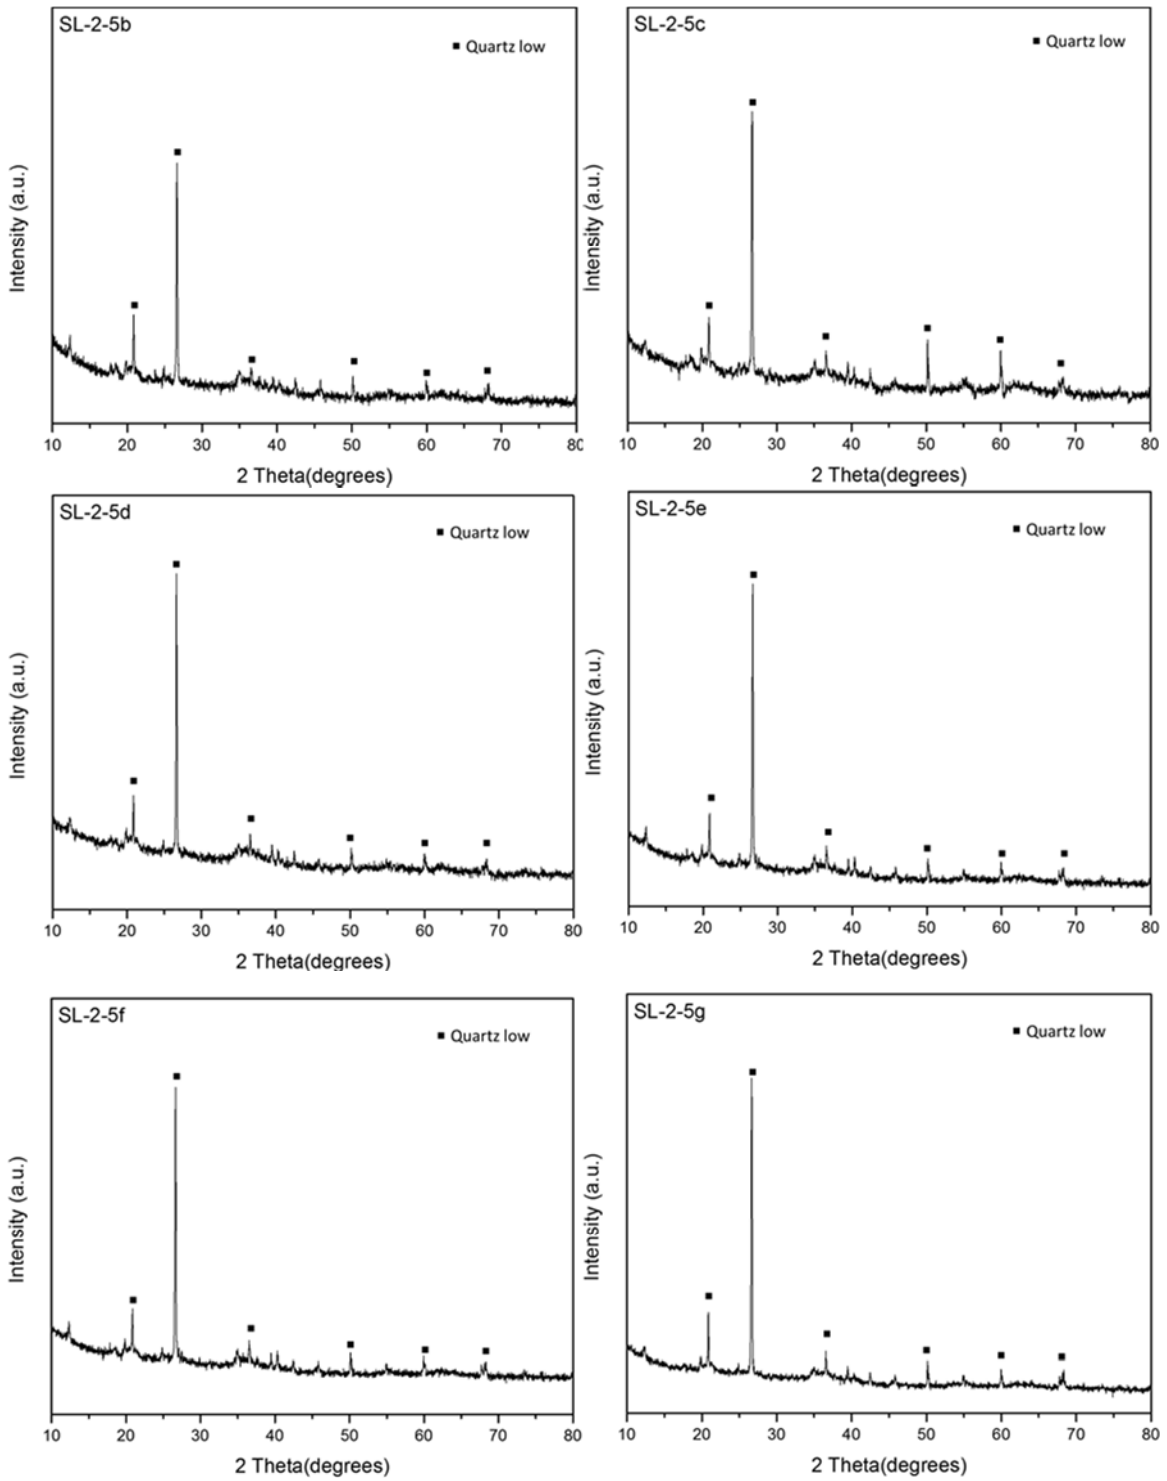 SL-2-5b
■ Quartz low
Intensity (a.u.)
10 20 30 40 50 60 70 80
2 Theta(degrees)
SL-2-5c
■ Quartz low
Intensity (a.u.)
10 20 30 40 50 60 70 80
2 Theta(degrees)
SL-2-5d
■ Quartz low
Intensity (a.u.)
10 20 30 40 50 60 70 80
2 Theta(degrees)
SL-2-5e
■ Quartz low
Intensity (a.u.)
10 20 30 40 50 60 70 80
2 Theta(degrees)
SL-2-5f
■ Quartz low
Intensity (a.u.)
10 20 30 40 50 60 70 80
2 Theta(degrees)
SL-2-5g
■ Quartz low
Intensity (a.u.)
10 20 30 40 50 60 70 80
2 Theta(degrees)